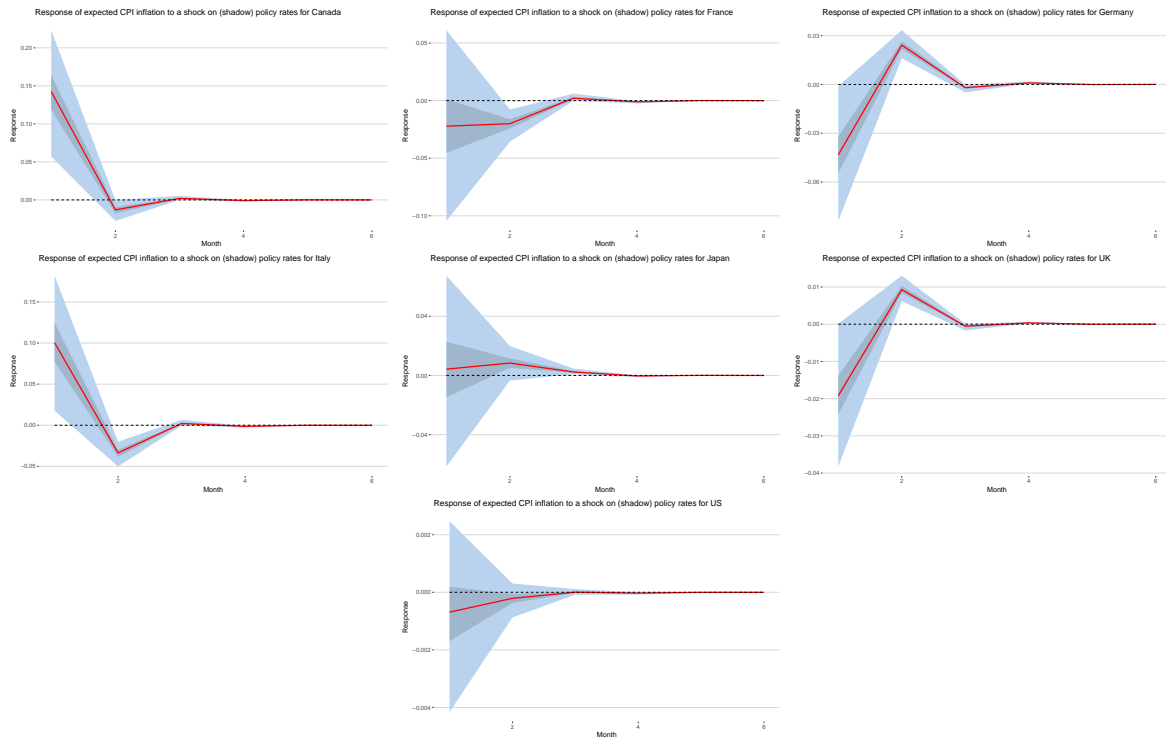 Response of expected CPI inflation to a shock on (shadow) policy rates for Canada
0.20
0.15
0.10
0.05
0.00
Response
2
4
6
Month
Response of expected CPI inflation to a shock on (shadow) policy rates for France
0.05
0.00
−0.05
−0.10
Response
2
4
6
Month
Response of expected CPI inflation to a shock on (shadow) policy rates for Germany
0.03
0.00
−0.03
−0.06
Response
2
4
6
Month
Response of expected CPI inflation to a shock on (shadow) policy rates for Italy
0.15
0.10
0.05
0.00
−0.05
Response
2
4
6
Month
Response of expected CPI inflation to a shock on (shadow) policy rates for Japan
0.04
0.00
−0.04
Response
2
4
6
Month
Response of expected CPI inflation to a shock on (shadow) policy rates for UK
0.01
0.00
−0.01
−0.02
−0.03
−0.04
Response
2
4
6
Month
Response of expected CPI inflation to a shock on (shadow) policy rates for US
0.002
0.000
−0.002
−0.004
Response
2
4
6
Month